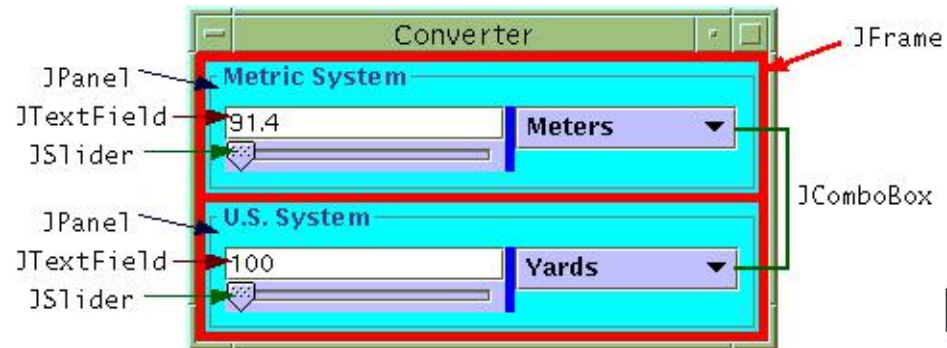 Converter
JFrame
JPanel
Metric System
JTextField
91.4
Meters
JSlider
JComboBox
JPanel
U.S. System
JTextField
100
Yards
JSlider